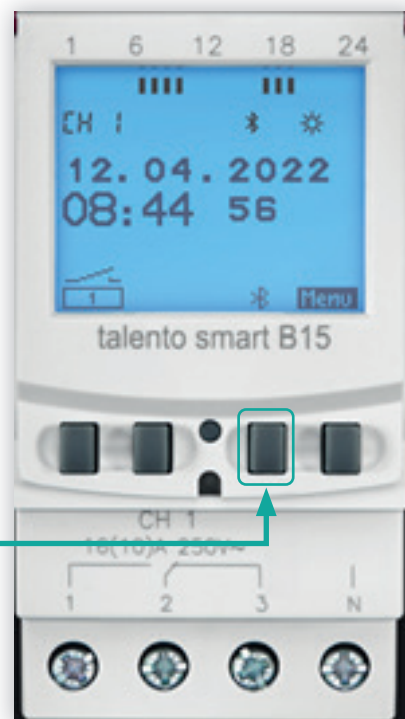 1 6 12 18 24
CH 1
12.04.2022
08:44 56
1 Menu
talento smart B15
CH 1
16(10)A 250V~
1 2 3 N